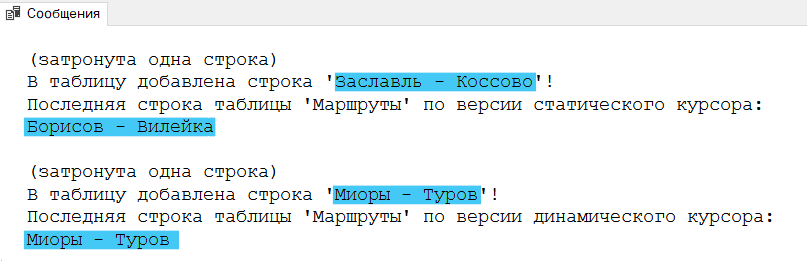 Сообщения
(затронута одна строка)
В таблицу добавлена строка 'Заславль - Коссово'!
Последняя строка таблицы 'Маршруты' по версии статического курсора:
Борисов - Вилейка
(затронута одна строка)
В таблицу добавлена строка 'Миоры - Туров'!
Последняя строка таблицы 'Маршруты' по версии динамического курсора:
Миоры - Туров